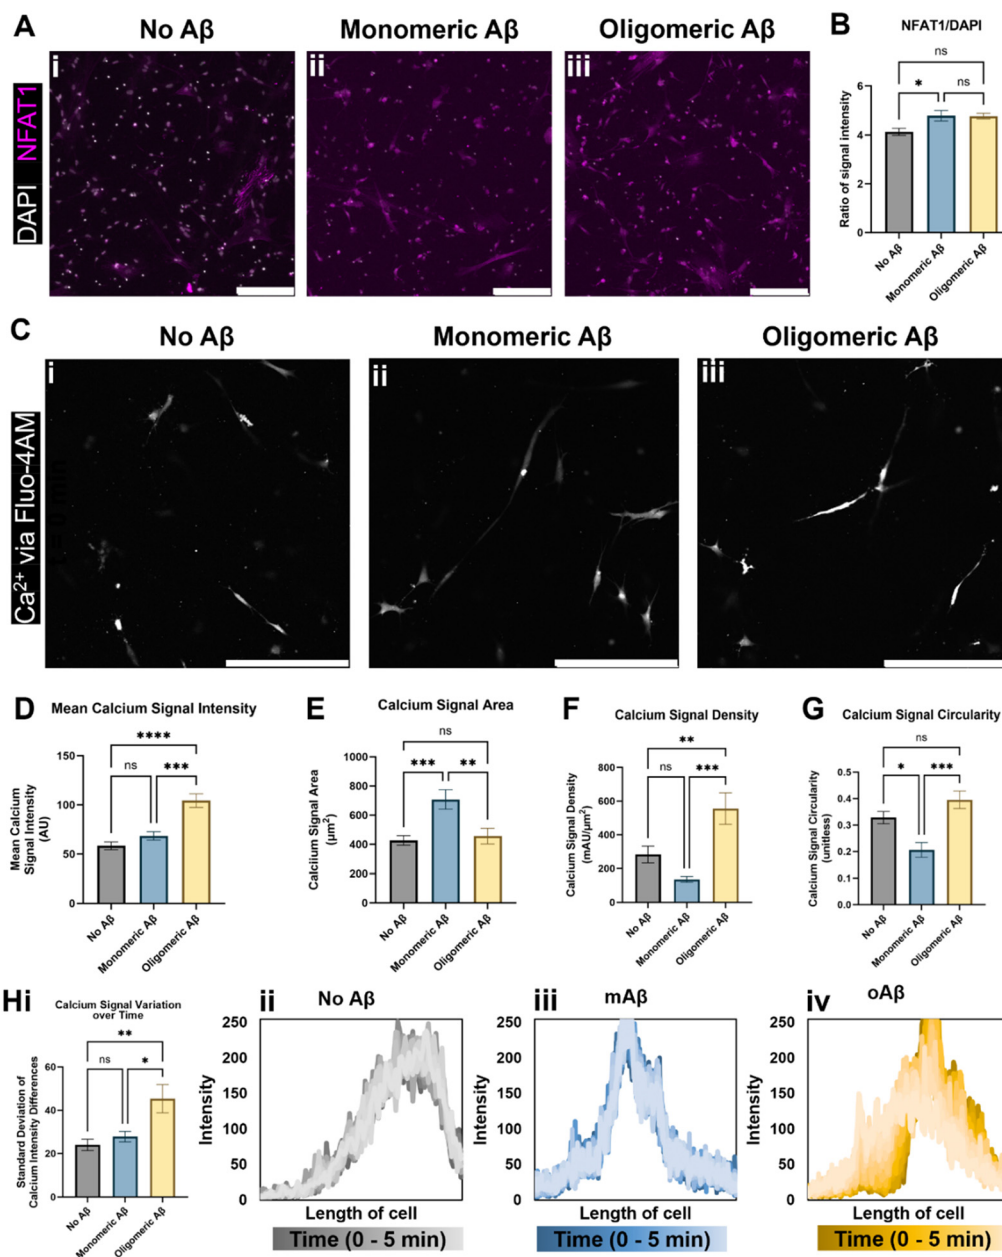 A
No Aβ
Monomeric Aβ
Oligomeric Aβ
DAPI NFAT1
i
ii
iii
B
NFAT1/DAPI
ns
* ns
Ratio of signal intensity
6
4
2
0
No Aβ
Monomeric Aβ
Oligomeric Aβ
C
No Aβ
Monomeric Aβ
Oligomeric Aβ
Ca²⁺ via Fluo-4AM
i
ii
iii
D
Mean Calcium Signal Intensity
****
ns ***
Mean Calcium
Signal Intensity
(AU)
150
100
50
0
No Aβ
Monomeric Aβ
Oligomeric Aβ
E
Calcium Signal Area
ns
*** **
Calciium Signal Area
(µm²)
1000
800
600
400
200
0
No Aβ
Monomeric Aβ
Oligomeric Aβ
F
Calcium Signal Density
**
ns ***
Calcium Signal Density
(mAU/µm²)
800
600
400
200
0
No Aβ
Monomeric Aβ
Oligomeric Aβ
G
Calcium Signal Circularity
ns
* ***
Calcium Signal Circularity
(unitless)
0.5
0.4
0.3
0.2
0.1
0.0
No Aβ
Monomeric Aβ
Oligomeric Aβ
Hi
Calcium Signal Variation
over Time
**
ns *
Standard Deviation of
Calcium Intensity Differences
60
40
20
0
No Aβ
Monomeric Aβ
Oligomeric Aβ
ii
No Aβ
Intensity
250
200
150
100
50
0
Length of cell
Time (0 - 5 min)
iii
mAβ
Intensity
250
200
150
100
50
0
Length of cell
Time (0 - 5 min)
iv
oAβ
Intensity
250
200
150
100
50
0
Length of cell
Time (0 - 5 min)